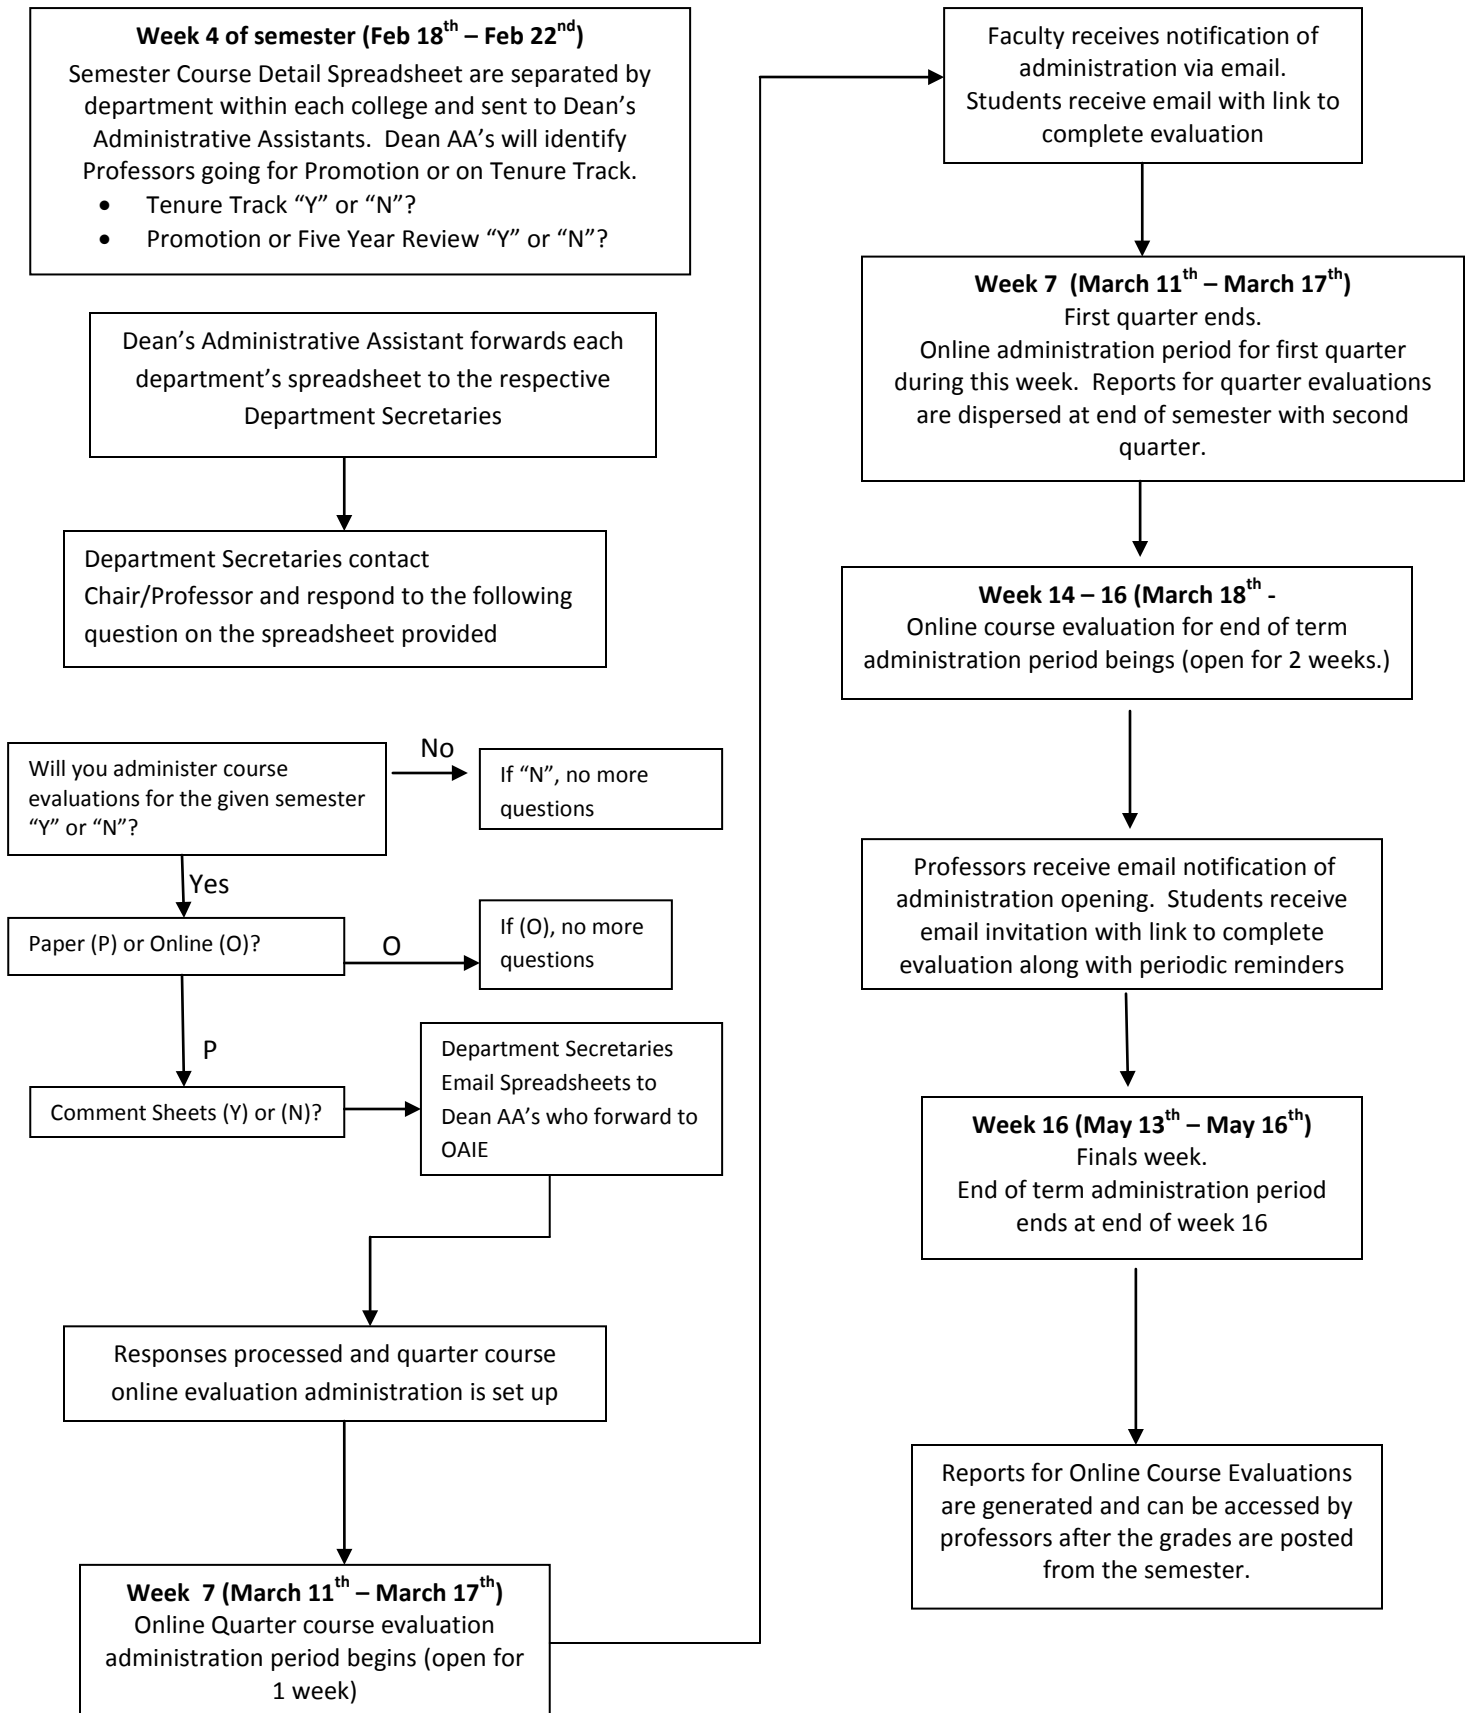 Week 4 of semester (Feb 18th – Feb 22nd)
Semester Course Detail Spreadsheet are separated by
department within each college and sent to Dean’s
Administrative Assistants.  Dean AA’s will identify
Professors going for Promotion or on Tenure Track.
• Tenure Track “Y” or “N”?
• Promotion or Five Year Review “Y” or “N”?
Dean’s Administrative Assistant forwards each
department’s spreadsheet to the respective
Department Secretaries
Department Secretaries contact
Chair/Professor and respond to the following
question on the spreadsheet provided
Will you administer course
evaluations for the given semester
“Y” or “N”?
No
If “N”, no more
questions
Yes
Paper (P) or Online (O)?
O
If (O), no more
questions
P
Comment Sheets (Y) or (N)?
Department Secretaries
Email Spreadsheets to
Dean AA’s who forward to
OAIE
Responses processed and quarter course
online evaluation administration is set up
Week  7 (March 11th – March 17th)
Online Quarter course evaluation
administration period begins (open for
1 week)
Faculty receives notification of
administration via email.
Students receive email with link to
complete evaluation
Week 7  (March 11th – March 17th)
First quarter ends.
Online administration period for first quarter
during this week.  Reports for quarter evaluations
are dispersed at end of semester with second
quarter.
Week 14 – 16 (March 18th -
Online course evaluation for end of term
administration period beings (open for 2 weeks.)
Professors receive email notification of
administration opening.  Students receive
email invitation with link to complete
evaluation along with periodic reminders
Week 16 (May 13th – May 16th)
Finals week.
End of term administration period
ends at end of week 16
Reports for Online Course Evaluations
are generated and can be accessed by
professors after the grades are posted
from the semester.